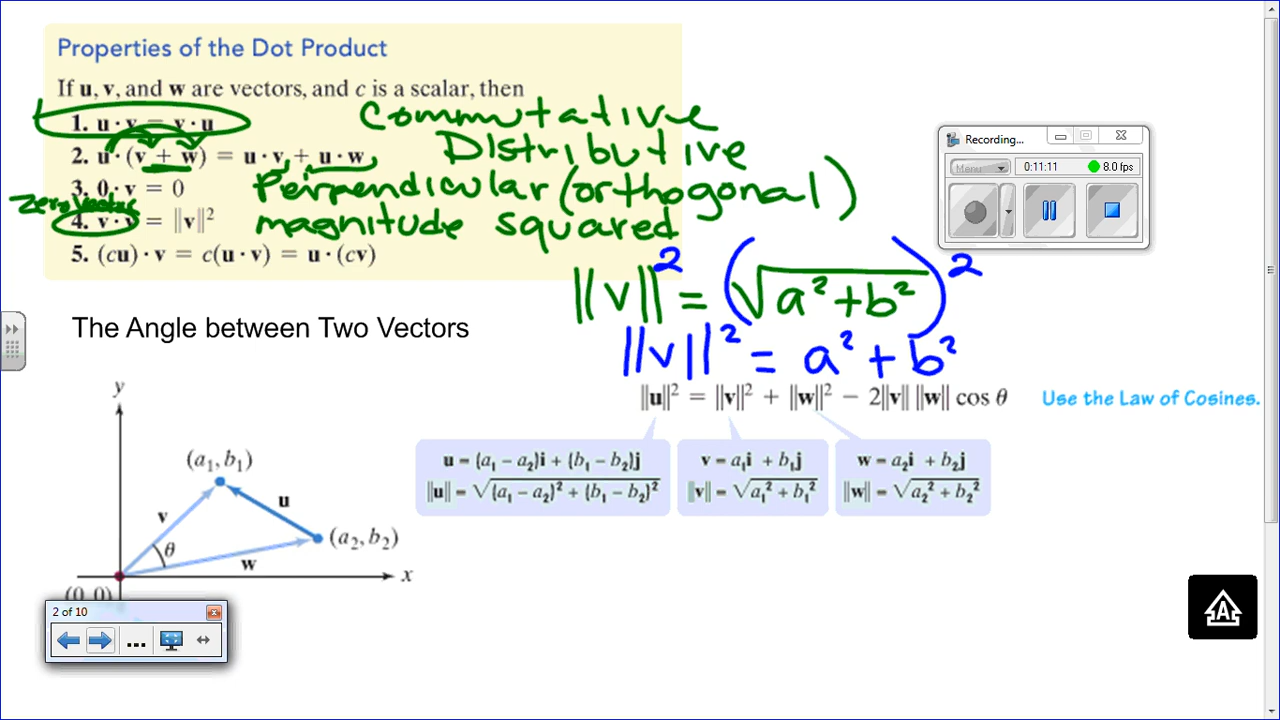 Properties of the Dot Product
If u, v, and w are vectors, and c is a scalar, then
1. u · v = v · u Commutative
2. u · (v + w) = u · v + u · w Distributive
3. 0 · v = 0 Perpendicular (orthogonal)
zero vector
4. v · v = ||v||² magnitude squared
5. (cu) · v = c(u · v) = u · (cv)
||v||² = (√a²+b²)²
||v||² = a² + b²
Recording...
Menu 0:11:11 8.0 fps
The Angle between Two Vectors
||u||² = ||v||² + ||w||² − 2||v|| ||w|| cos θ Use the Law of Cosines.
u = (a₁ − a₂)i + (b₁ − b₂)j
||u|| = √(a₁ − a₂)² + (b₁ − b₂)²
v = a₁i + b₁j
||v|| = √a₁² + b₁²
w = a₂i + b₂j
||w|| = √a₂² + b₂²
y
(a₁, b₁)
v
u
θ
(a₂, b₂)
w
x
(0, 0)
2 of 10
A